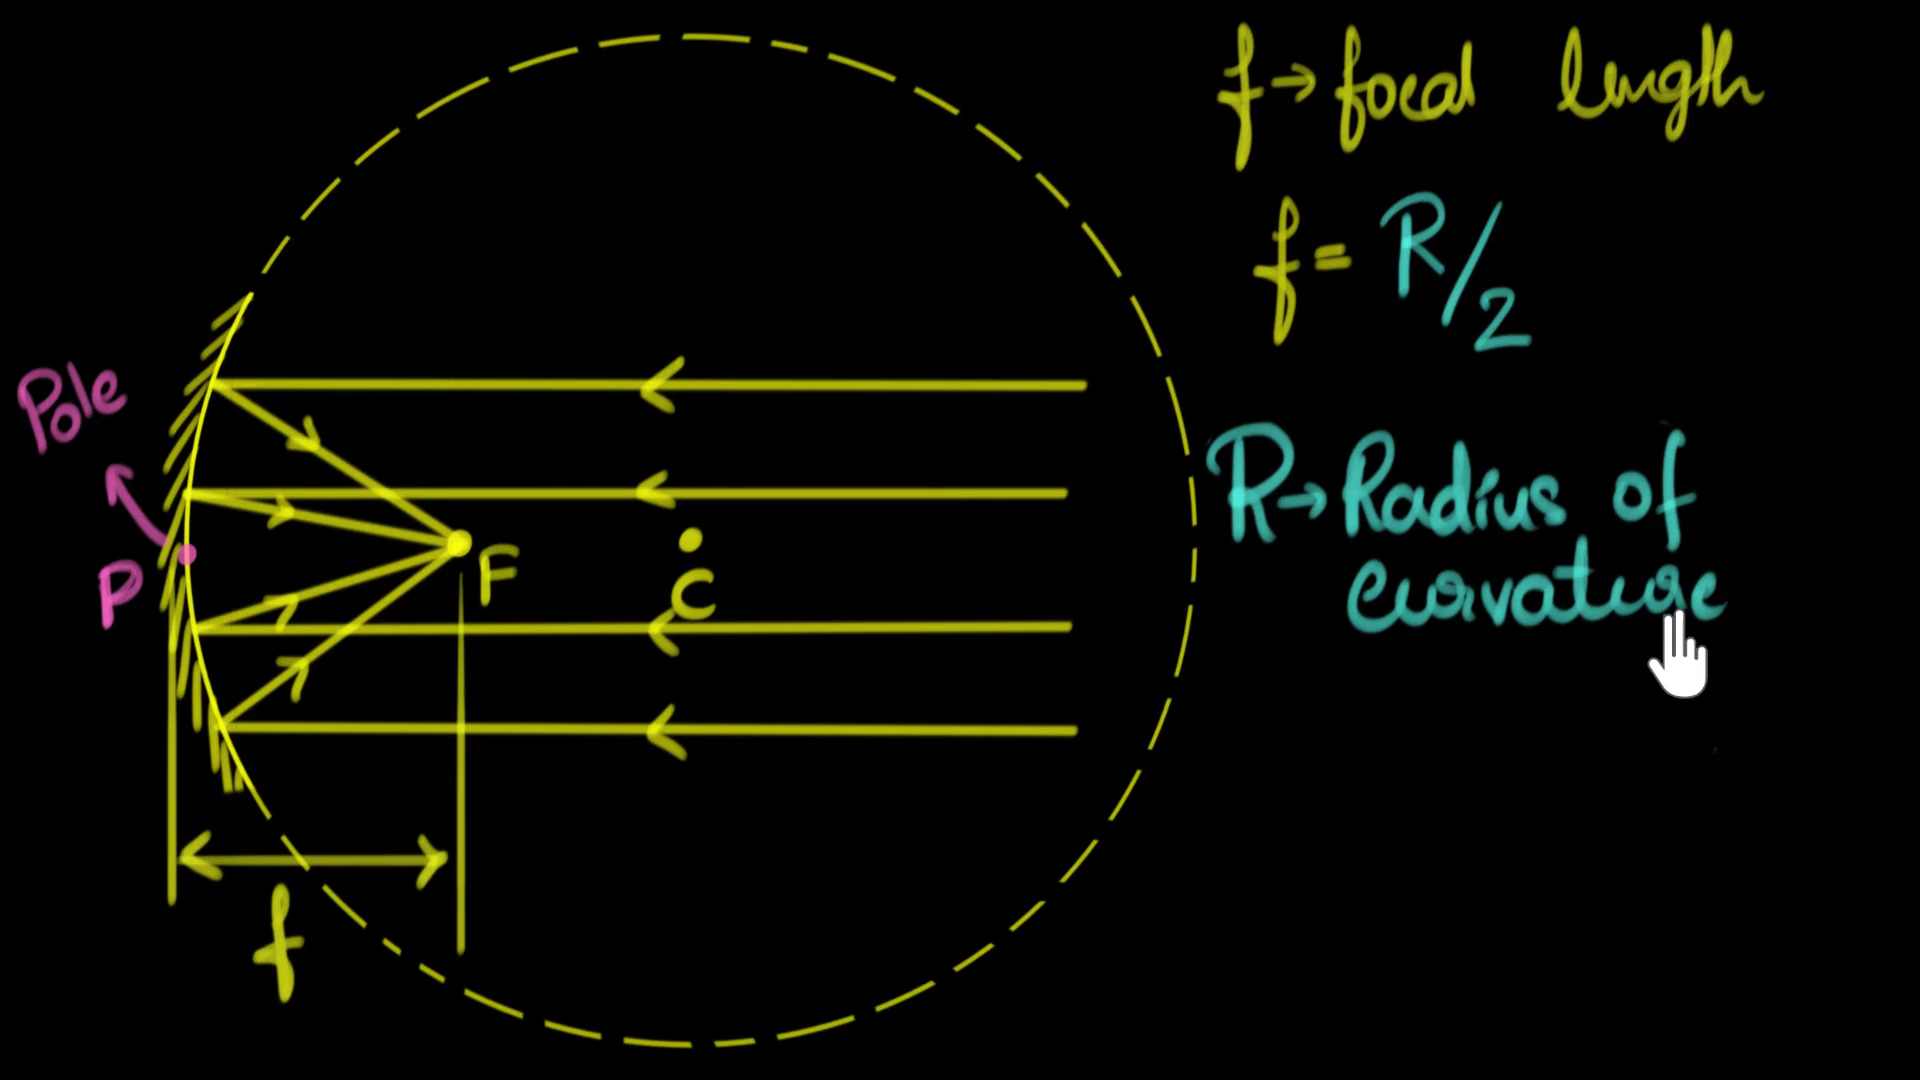 f→focal length
f = R/2
Pole
R→Radius of
curvature
P
F
C
f